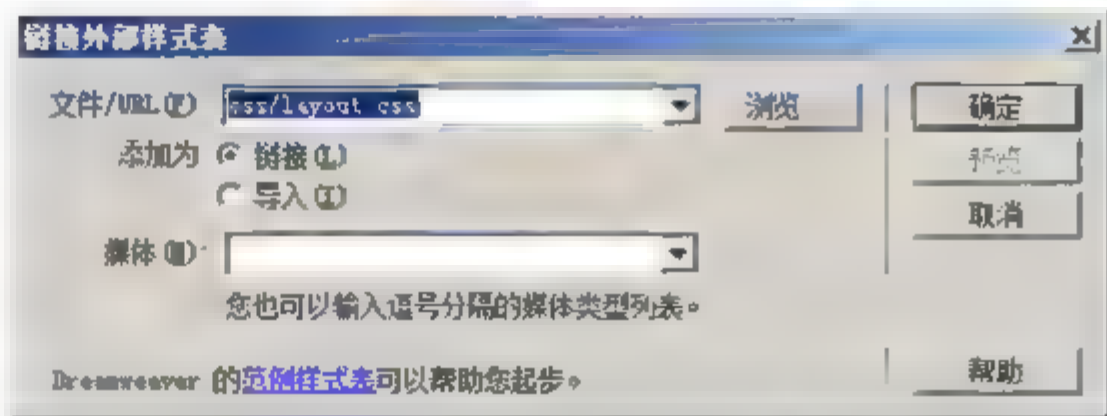 链接外部样式表
文件/URL(F) css/layout css 浏览 确定
添加为 链接(L) 预览
导入(I) 取消
媒体(M):
您也可以输入逗号分隔的媒体类型列表。
Dreamweaver 的范例样式表可以帮助您起步。 帮助